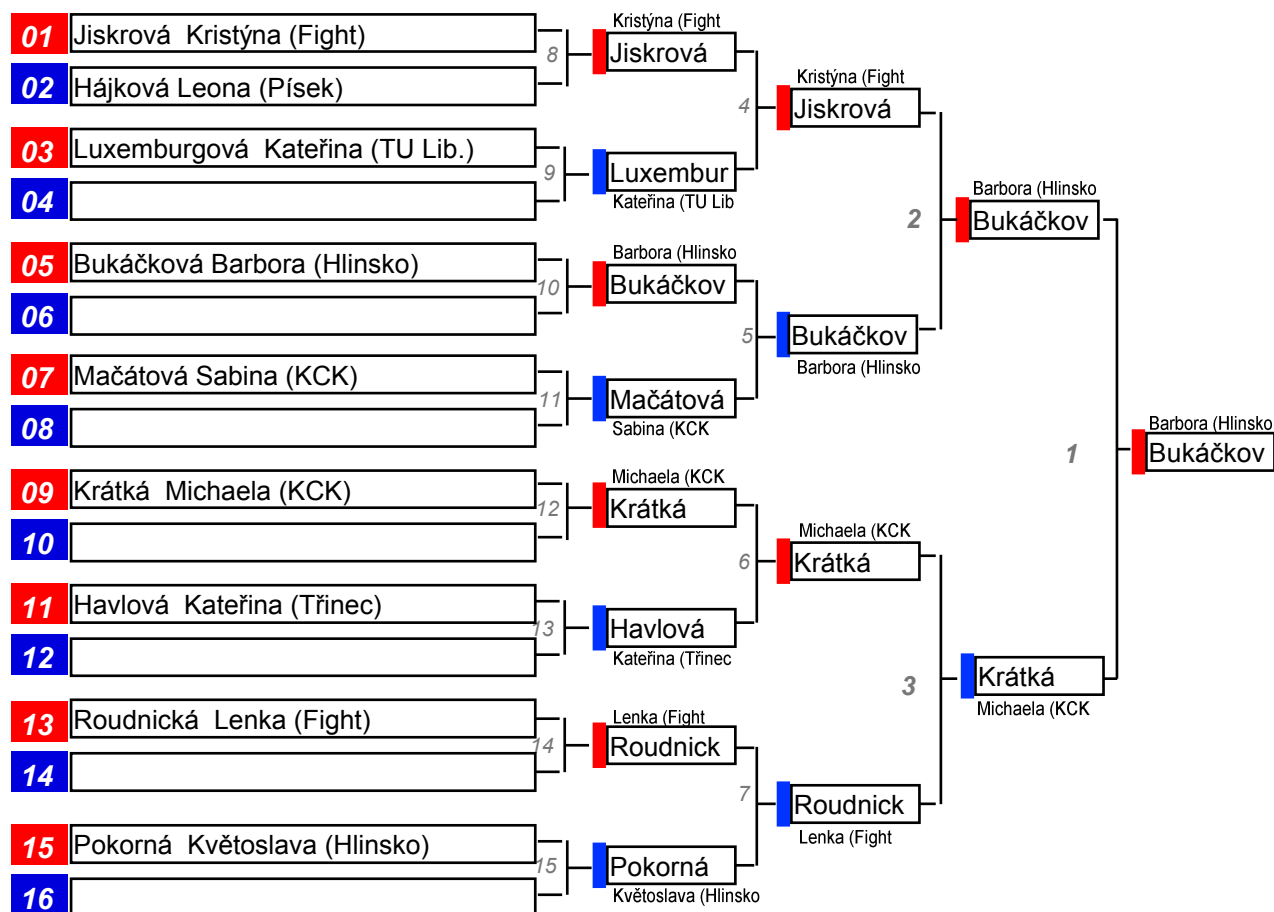 01 Jiskrová Kristýna (Fight)
02 Hájková Leona (Písek)
03 Luxemburgová Kateřina (TU Lib.)
04
05 Bukáčková Barbora (Hlinsko)
06
07 Mačátová Sabina (KCK)
08
09 Krátká Michaela (KCK)
10
11 Havlová Kateřina (Třinec)
12
13 Roudnická Lenka (Fight)
14
15 Pokorná Květoslava (Hlinsko)
16
8
9
10
11
12
13
14
15
Kristýna (Fight
Jiskrová
Luxembur
Kateřina (TU Lib
Barbora (Hlinsko
Bukáčkov
Mačátová
Sabina (KCK
Michaela (KCK
Krátká
Havlová
Kateřina (Třinec
Lenka (Fight
Roudnick
Pokorná
Květoslava (Hlinsko
4
5
6
7
Kristýna (Fight
Jiskrová
Bukáčkov
Barbora (Hlinsko
Michaela (KCK
Krátká
Roudnick
Lenka (Fight
2
3
Barbora (Hlinsko
Bukáčkov
Krátká
Michaela (KCK
1
Barbora (Hlinsko
Bukáčkov